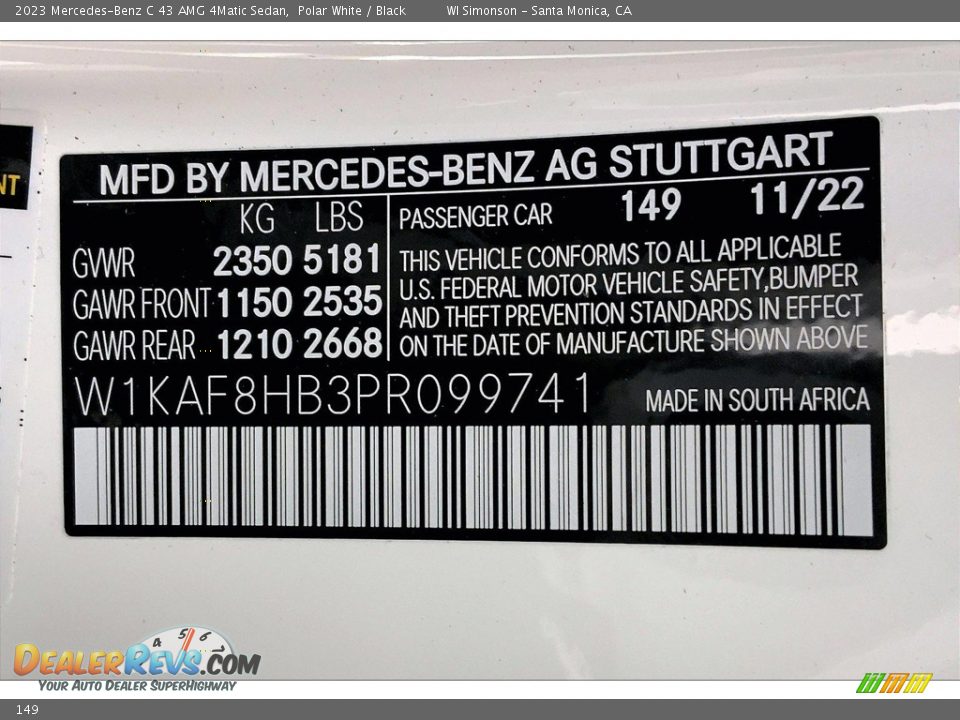 2023 Mercedes-Benz C 43 AMG 4Matic Sedan, Polar White / Black WI Simonson - Santa Monica, CA
NT
MFD BY MERCEDES-BENZ AG STUTTGART
KG LBS
GVWR 2350 5181
GAWR FRONT 1150 2535
GAWR REAR 1210 2668
PASSENGER CAR 149 11/22
THIS VEHICLE CONFORMS TO ALL APPLICABLE
U.S. FEDERAL MOTOR VEHICLE SAFETY,BUMPER
AND THEFT PREVENTION STANDARDS IN EFFECT
ON THE DATE OF MANUFACTURE SHOWN ABOVE
W1KAF8HB3PR099741 MADE IN SOUTH AFRICA
4 5 6
DEALERREVS.COM
YOUR AUTO DEALER SUPERHIGHWAY
149